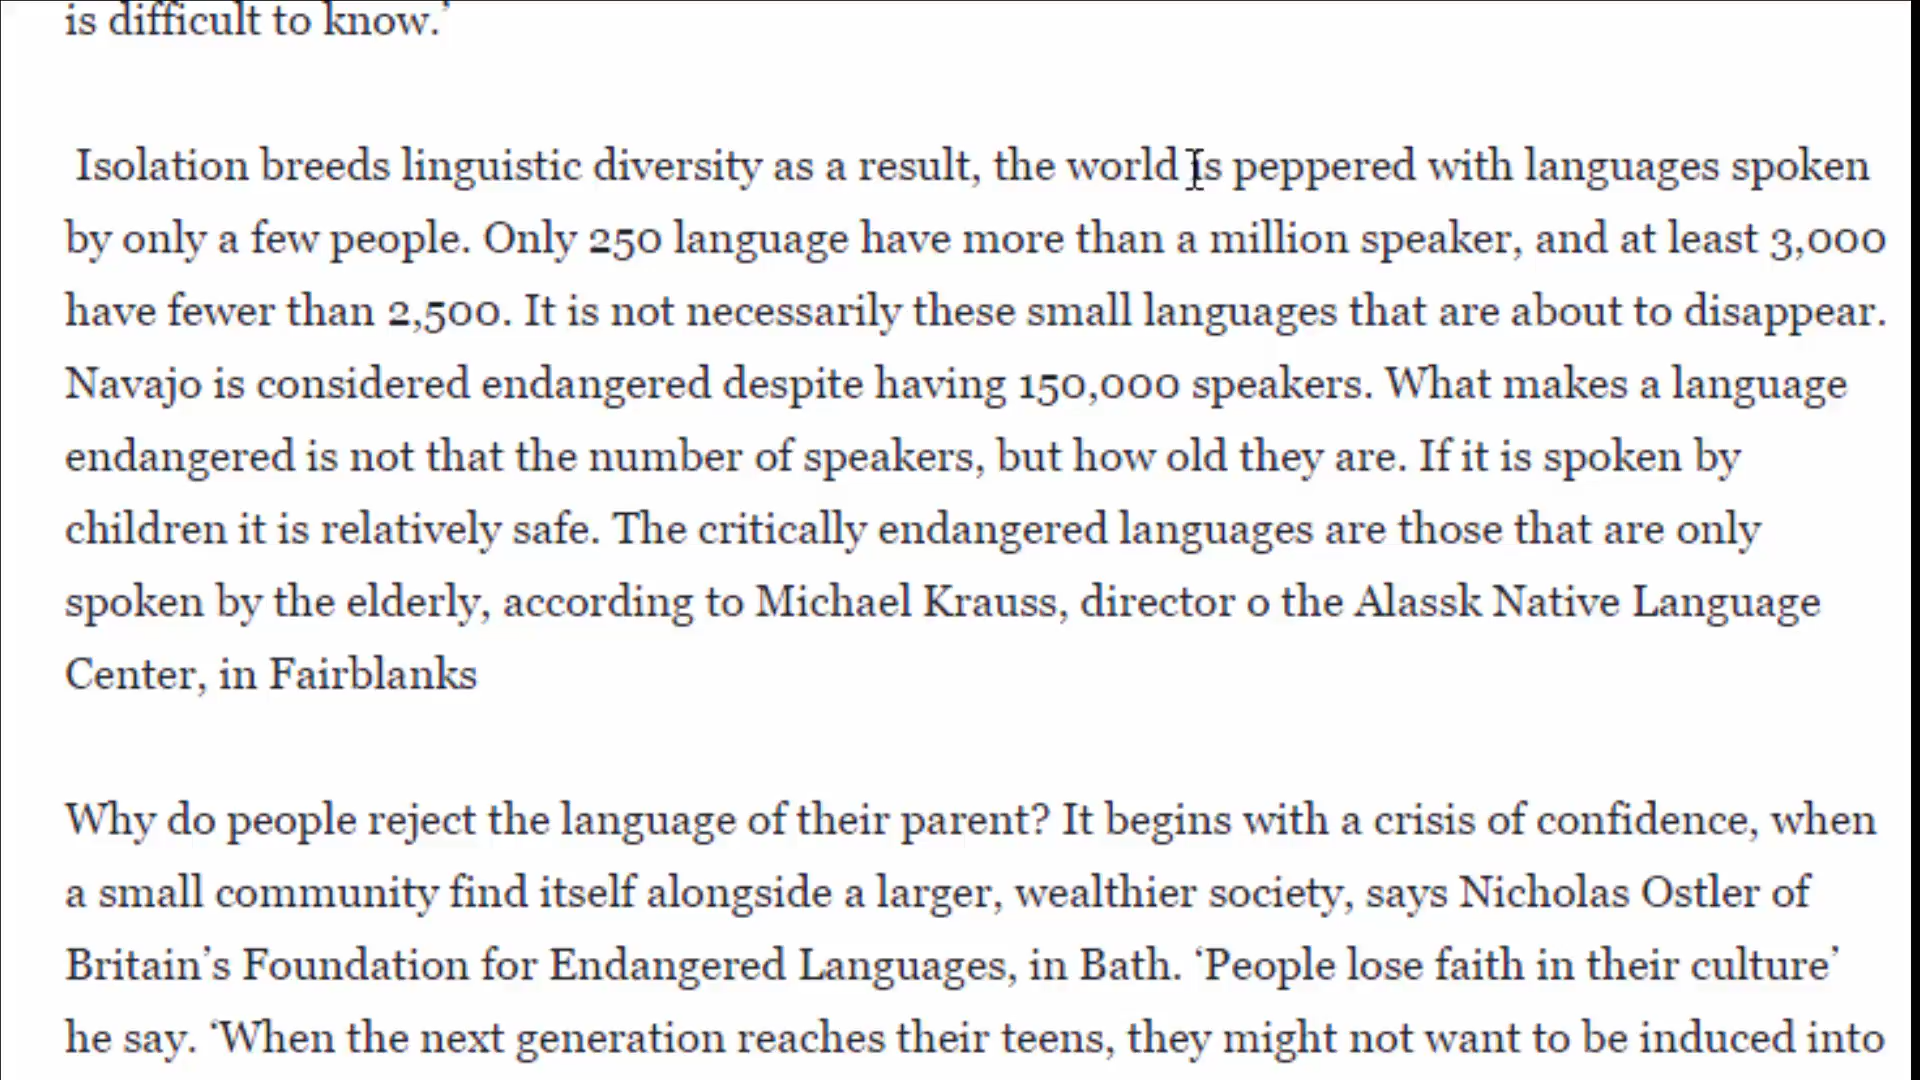 is difficult to know.’
Isolation breeds linguistic diversity as a result, the world is peppered with languages spoken
by only a few people. Only 250 language have more than a million speaker, and at least 3,000
have fewer than 2,500. It is not necessarily these small languages that are about to disappear.
Navajo is considered endangered despite having 150,000 speakers. What makes a language
endangered is not that the number of speakers, but how old they are. If it is spoken by
children it is relatively safe. The critically endangered languages are those that are only
spoken by the elderly, according to Michael Krauss, director o the Alassk Native Language
Center, in Fairblanks
Why do people reject the language of their parent? It begins with a crisis of confidence, when
a small community find itself alongside a larger, wealthier society, says Nicholas Ostler of
Britain’s Foundation for Endangered Languages, in Bath. ‘People lose faith in their culture’
he say. ‘When the next generation reaches their teens, they might not want to be induced into